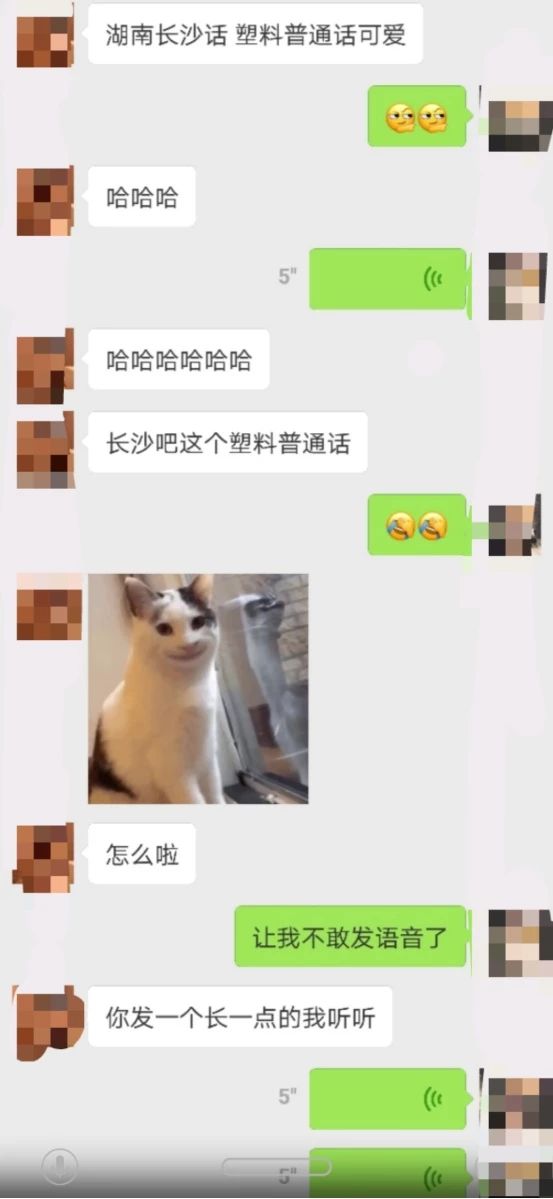 湖南长沙话 塑料普通话可爱
哈哈哈
5"
哈哈哈哈哈哈
长沙吧这个塑料普通话
怎么啦
让我不敢发语音了
你发一个长一点的我听听
5"
5"